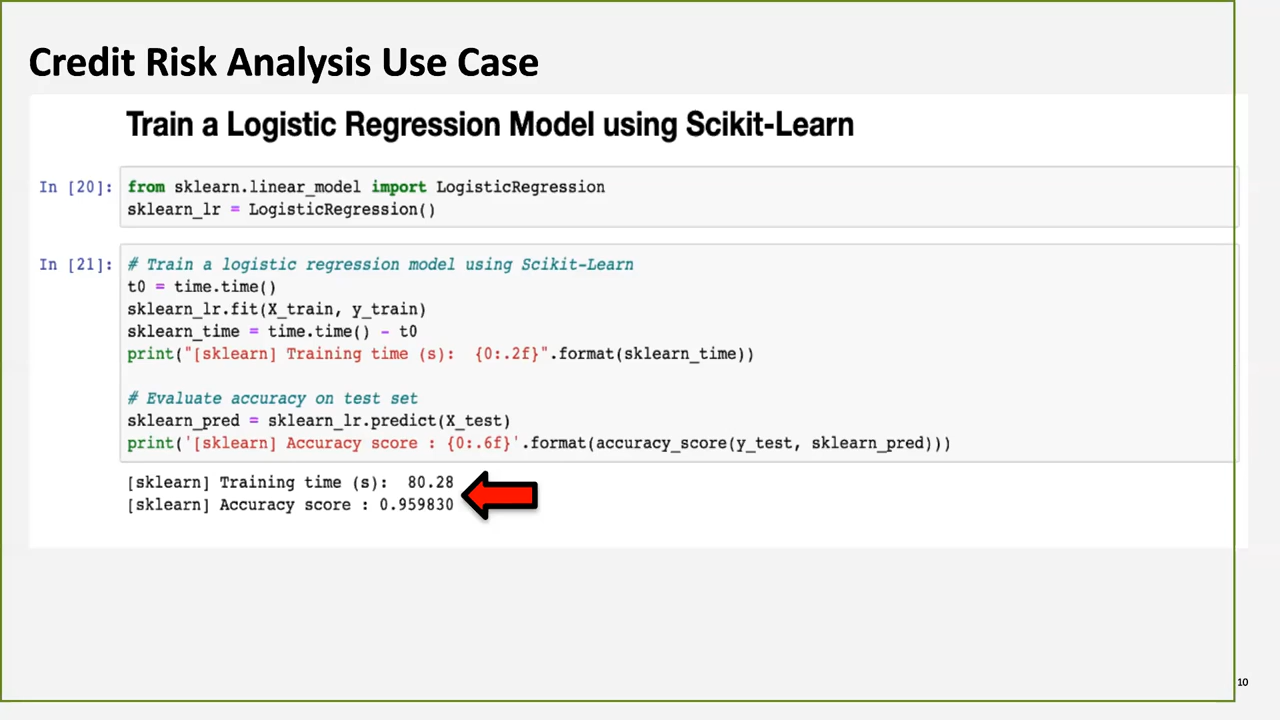 Credit Risk Analysis Use Case
Train a Logistic Regression Model using Scikit-Learn
In [20]: from sklearn.linear_model import LogisticRegression
sklearn_lr = LogisticRegression()
In [21]: # Train a logistic regression model using Scikit-Learn
t0 = time.time()
sklearn_lr.fit(X_train, y_train)
sklearn_time = time.time() - t0
print("[sklearn] Training time (s):  {0:.2f}".format(sklearn_time))
# Evaluate accuracy on test set
sklearn_pred = sklearn_lr.predict(X_test)
print('[sklearn] Accuracy score : {0:.6f}'.format(accuracy_score(y_test, sklearn_pred)))
[sklearn] Training time (s):  80.28
[sklearn] Accuracy score : 0.959830
10